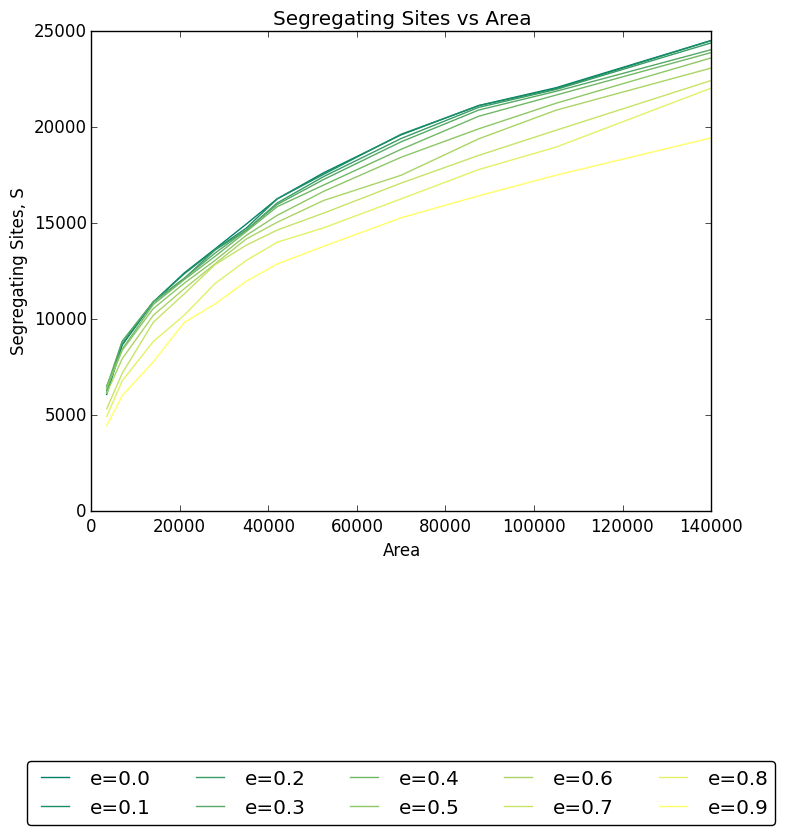 Segregating Sites vs Area
25000
20000
15000
10000
5000
0
Segregating Sites, S
0 20000 40000 60000 80000 100000 120000 140000
Area
e=0.0 e=0.2 e=0.4 e=0.6 e=0.8
e=0.1 e=0.3 e=0.5 e=0.7 e=0.9